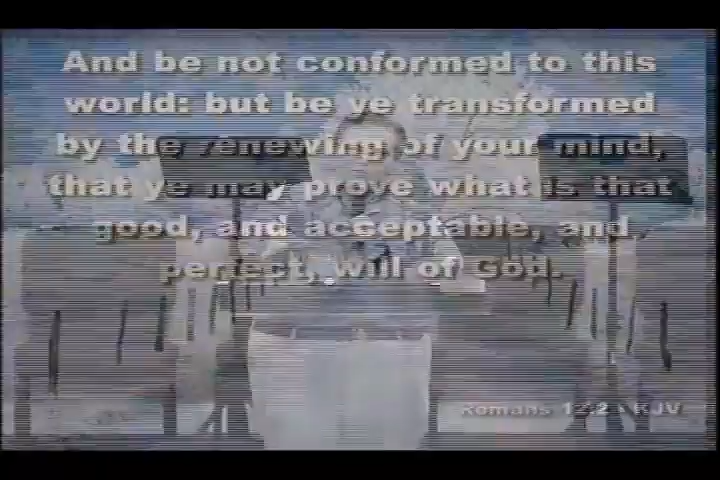 And be not conformed to this
world: but be ye transformed
by the renewing of your mind,
that ye may prove what is that
good, and acceptable, and
perfect, will of God.
Romans 12:2 - KJV